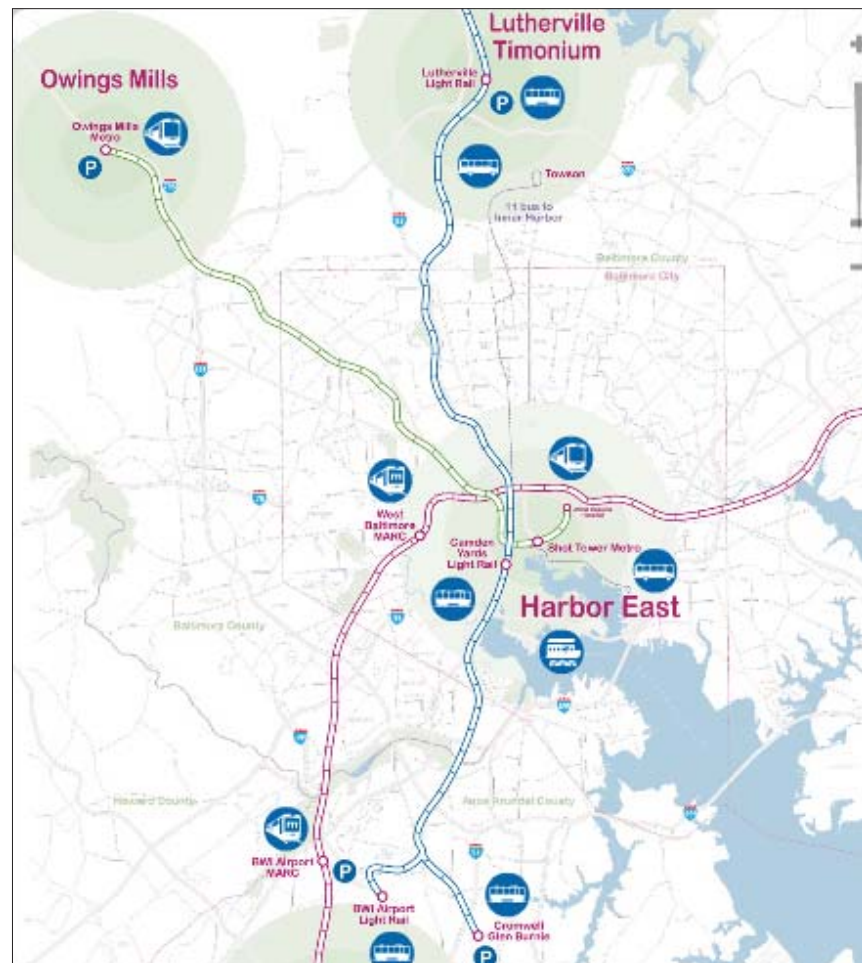 Lutherville
Timonium
Owings Mills
Lutherville
Light Rail
P
Owings Mills
Metro
P
Towson
11 bus to
Inner Harbor
Baltimore County
Baltimore City
West
Baltimore
MARC
Camden
Yards
Light Rail
Shot Tower Metro
Harbor East
Baltimore County
Howard County
Anne Arundel County
BWI Airport
MARC
P
BWI Airport
Light Rail
Cromwell
Glen Burnie
P